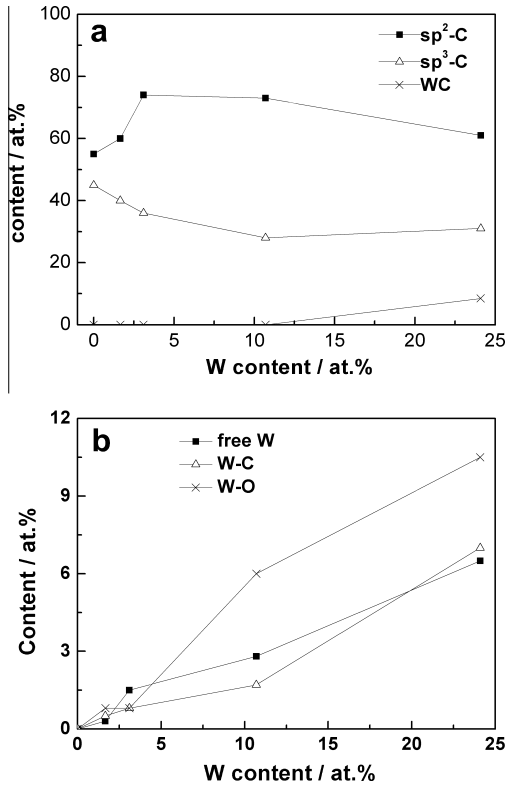 a
sp²-C
sp³-C
WC
100
80
60
40
20
0
content / at.%
0 5 10 15 20 25
W content / at.%
b
free W
W-C
W-O
12
9
6
3
0
Content / at.%
0 5 10 15 20 25
W content / at.%